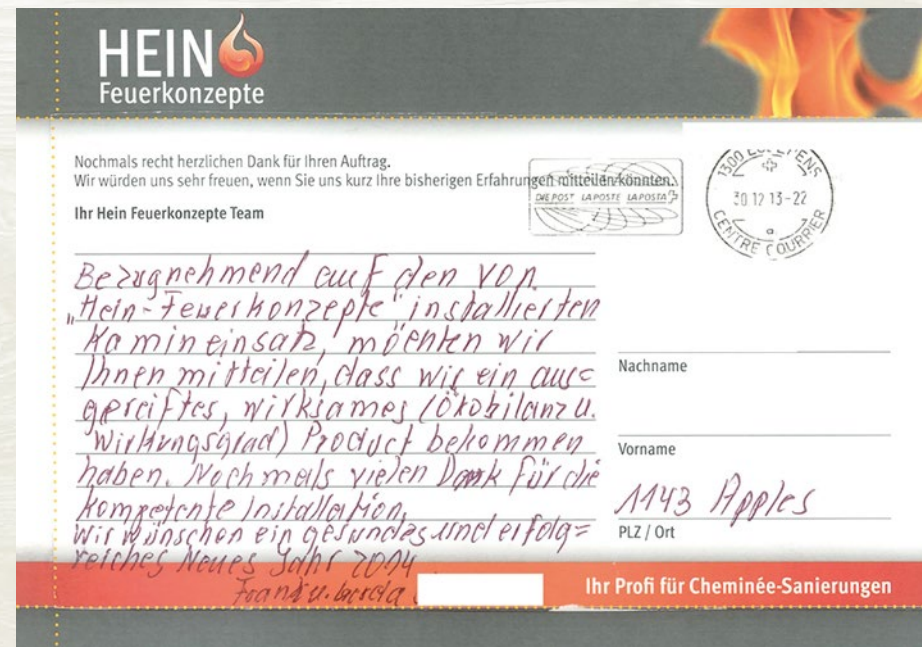 HEIN
Feuerkonzepte
Nochmals recht herzlichen Dank für Ihren Auftrag.
Wir würden uns sehr freuen, wenn Sie uns kurz Ihre bisherigen Erfahrungen mitteilen könnten.
Ihr Hein Feuerkonzepte Team
DIE POST LA POSTE LA POSTA
1300 ECLEPENS
30 12 13-22
a
CENTRE COURRIER
Bezugnehmend auf den von
„Hein-Feuerkonzepte" installierten
Kamineinsatz, möchten wir
Ihnen mitteilen, dass wir ein aus=
gereiftes, wirksames (Ökobilanz u.
Wirkungsgrad) Product bekommen
haben. Nochmals vielen Dank für die
kompetente Installation.
Wir wünschen ein gesundes und erfolg=
reiches Neues Jahr 2014
Frank u.
Nachname
Vorname
1143 Apples
PLZ / Ort
Ihr Profi für Cheminée-Sanierungen